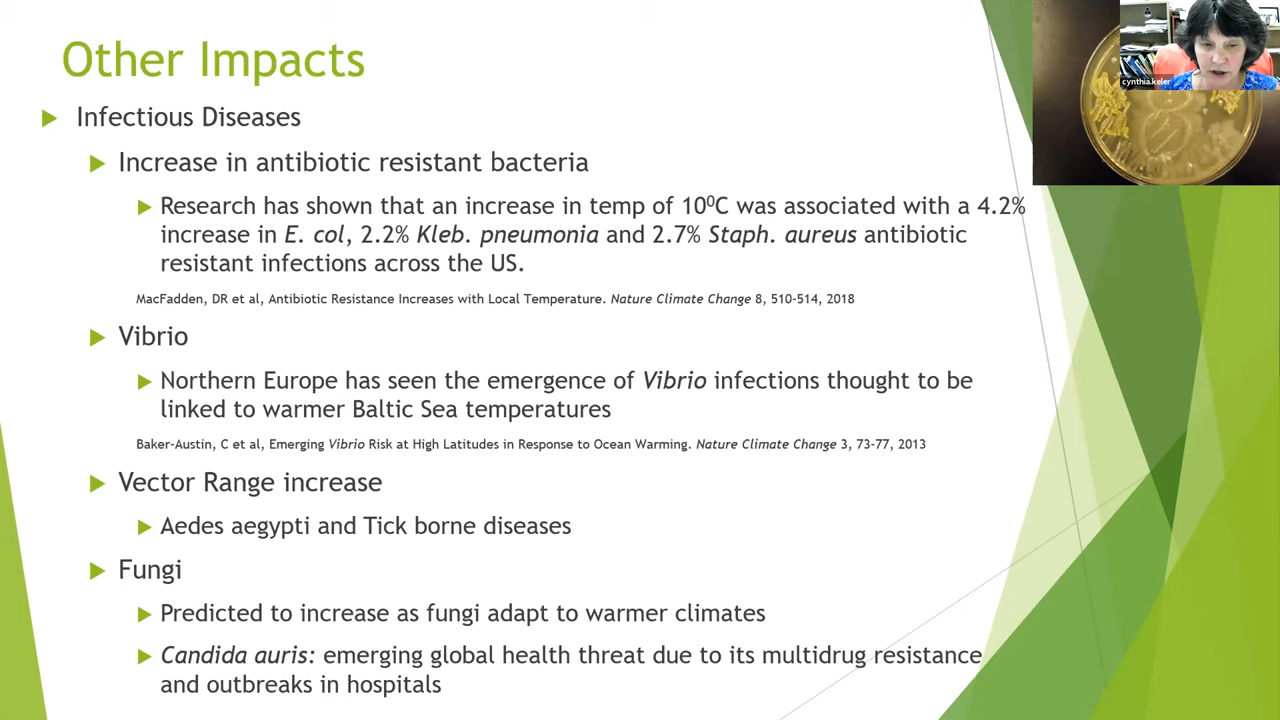 Other Impacts
cynthia.keler
Infectious Diseases
Increase in antibiotic resistant bacteria
Research has shown that an increase in temp of 10⁰C was associated with a 4.2%
increase in E. col, 2.2% Kleb. pneumonia and 2.7% Staph. aureus antibiotic
resistant infections across the US.
MacFadden, DR et al, Antibiotic Resistance Increases with Local Temperature. Nature Climate Change 8, 510-514, 2018
Vibrio
Northern Europe has seen the emergence of Vibrio infections thought to be
linked to warmer Baltic Sea temperatures
Baker-Austin, C et al, Emerging Vibrio Risk at High Latitudes in Response to Ocean Warming. Nature Climate Change 3, 73-77, 2013
Vector Range increase
Aedes aegypti and Tick borne diseases
Fungi
Predicted to increase as fungi adapt to warmer climates
Candida auris: emerging global health threat due to its multidrug resistance
and outbreaks in hospitals